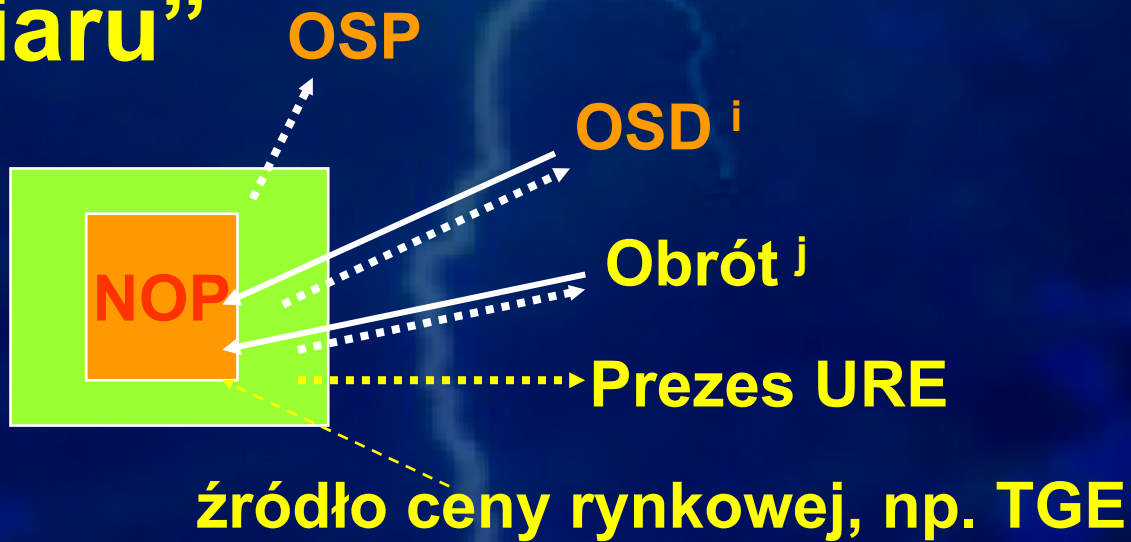 iaru”
OSP
OSD i
Obrót j
NOP
Prezes URE
źródło ceny rynkowej, np. TGE